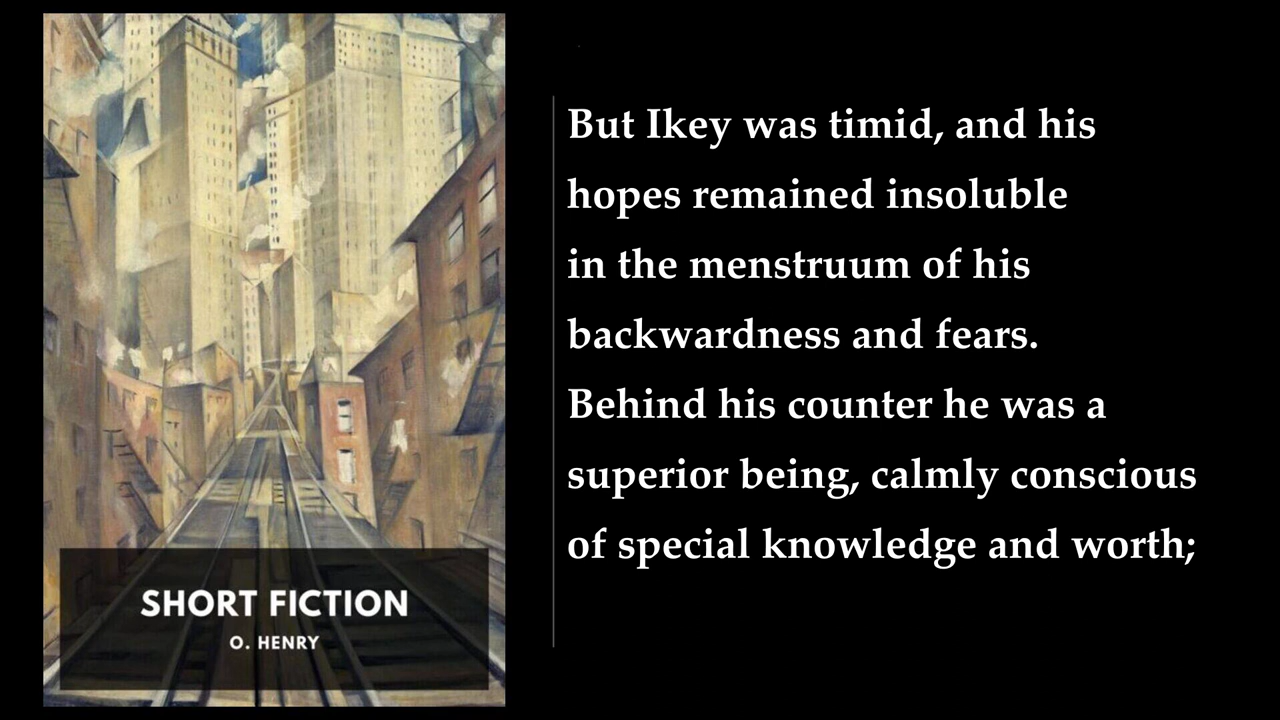 SHORT FICTION
O. HENRY
But Ikey was timid, and his
hopes remained insoluble
in the menstruum of his
backwardness and fears.
Behind his counter he was a
superior being, calmly conscious
of special knowledge and worth;